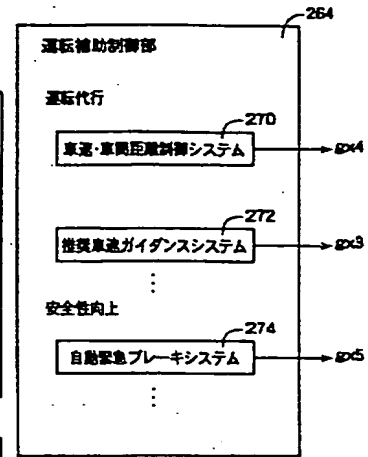 264
運転補助制御部
運転代行
270
車速・車間距離制御システム
gx4
272
推奨車速ガイダンスシステム
gx3
安全性向上
274
自動緊急ブレーキシステム
gx5